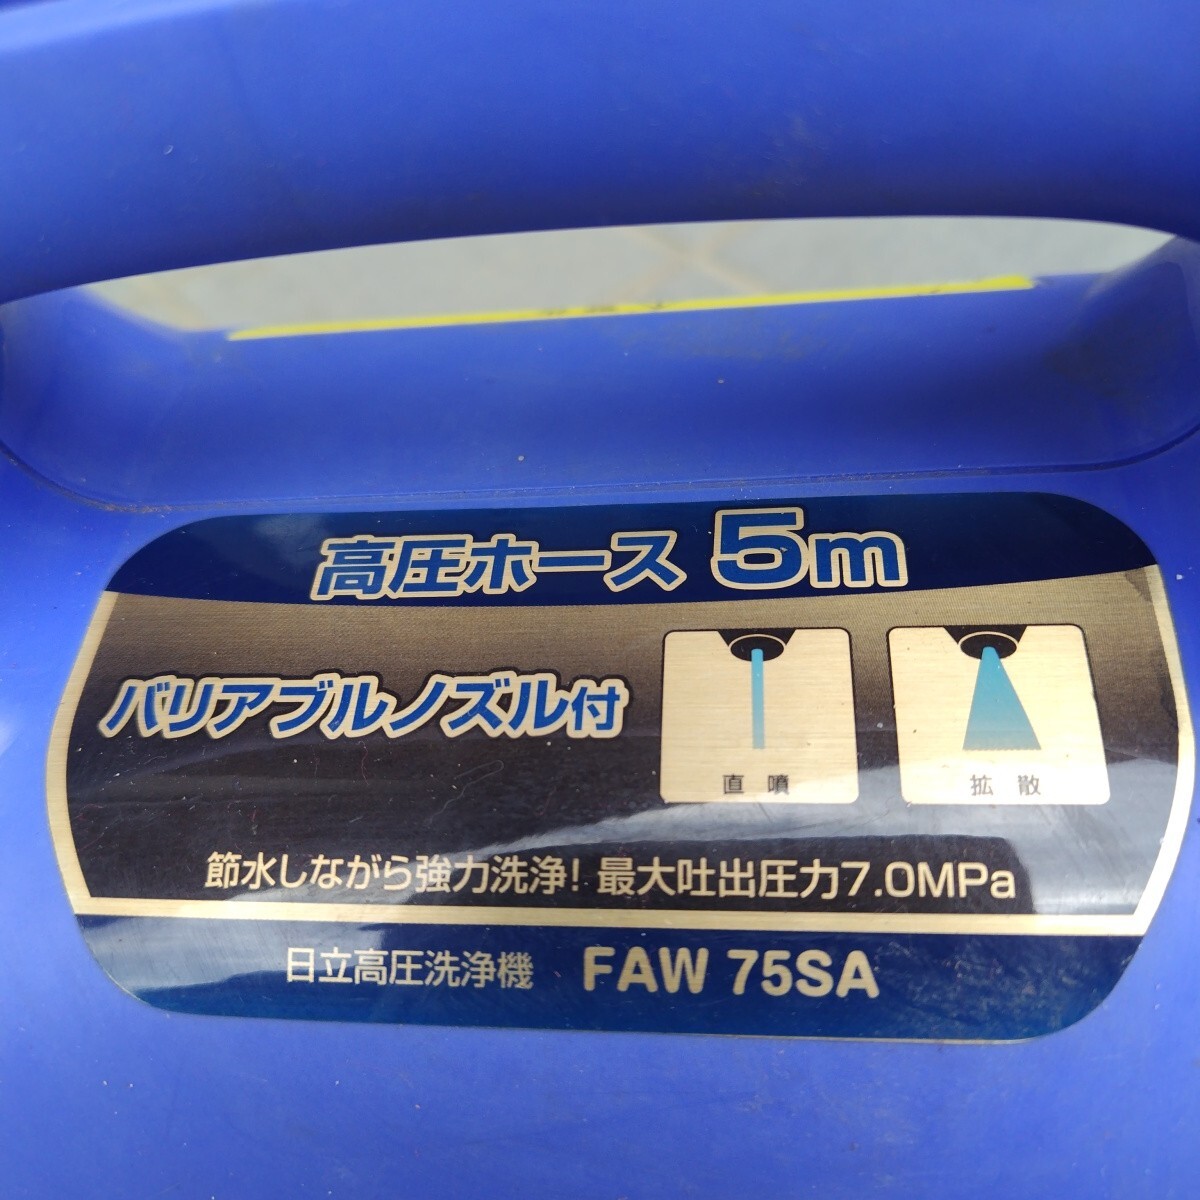 高圧ホース 5m
バリアブルノズル付
直噴
拡散
節水しながら強力洗浄! 最大吐出圧力7.0MPa
日立高圧洗浄機 FAW 75SA